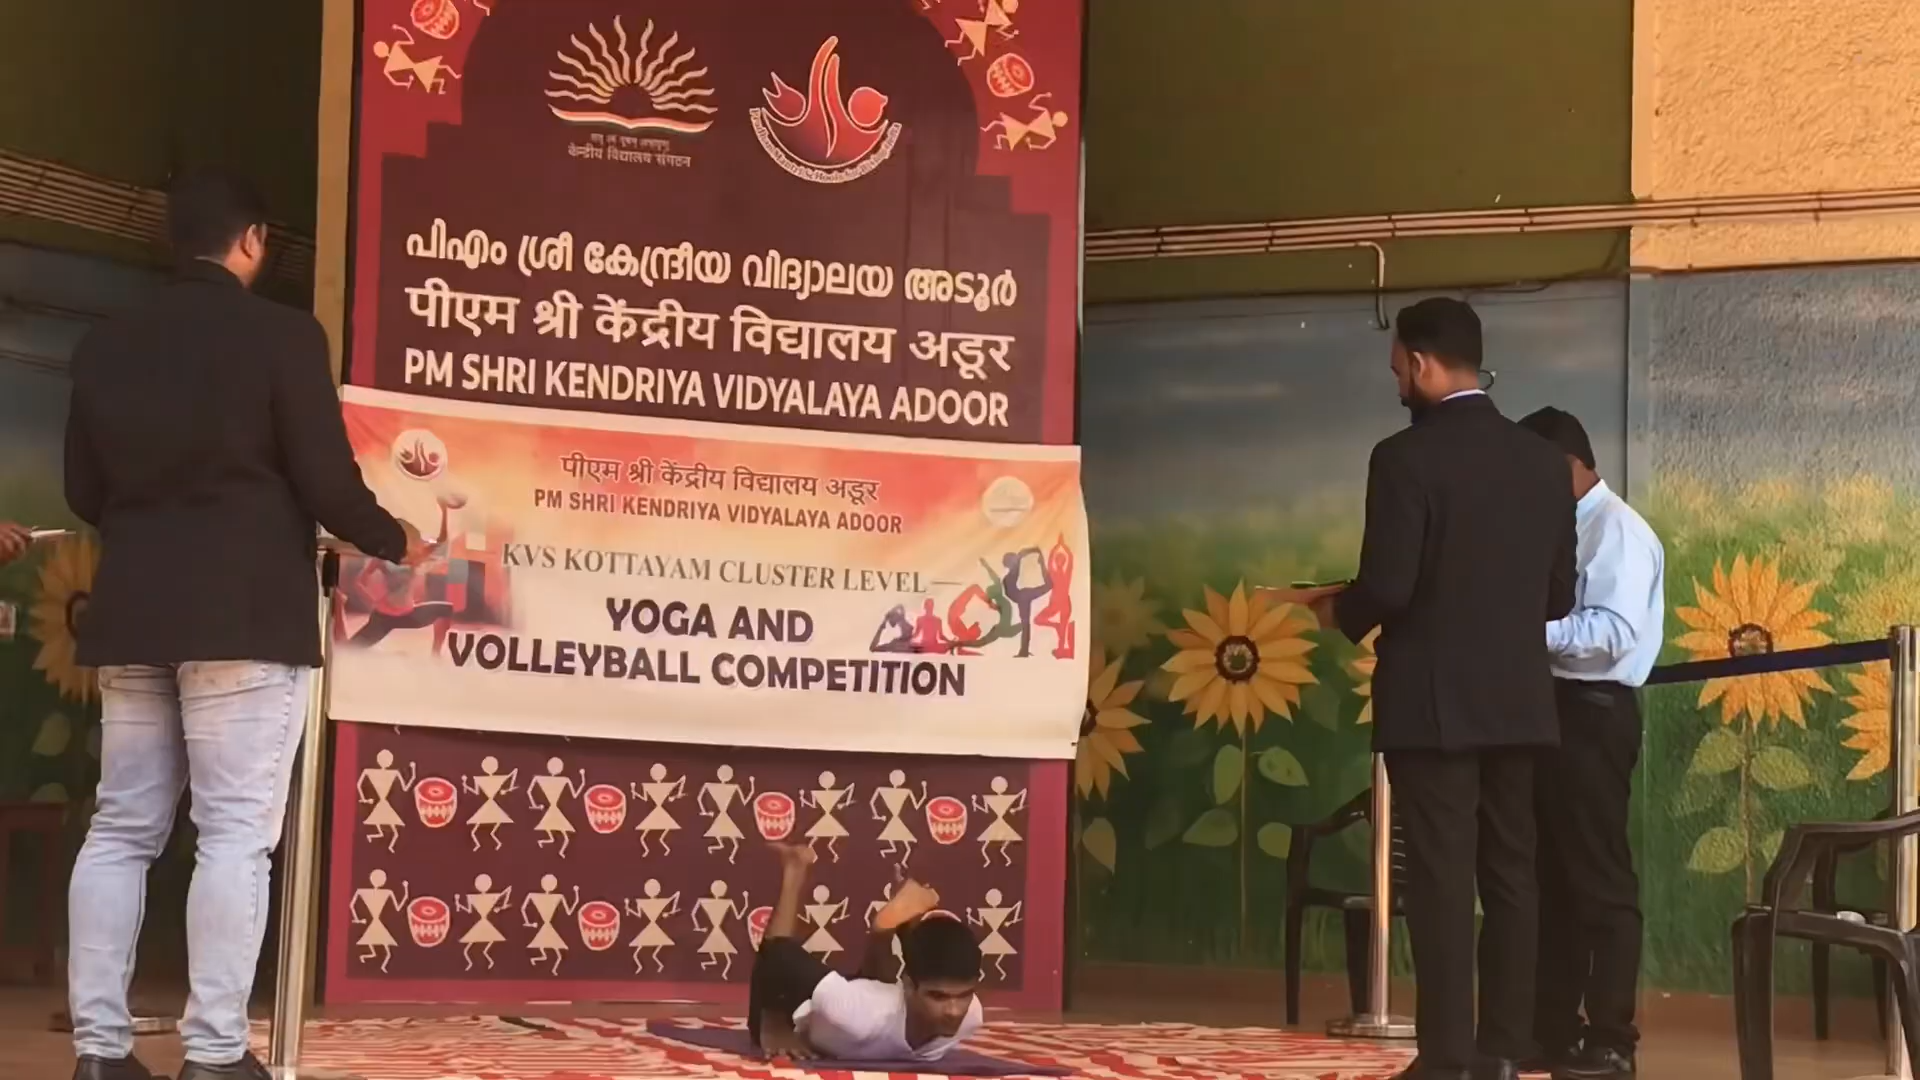 केन्द्रीय विद्यालय संगठन
പിഎം ശ്രീ കേന്ദ്രീയ വിദ്യാലയ അടൂർ
पीएम श्री केंद्रीय विद्यालय अडूर
PM SHRI KENDRIYA VIDYALAYA ADOOR
पीएम श्री केंद्रीय विद्यालय अडूर
PM SHRI KENDRIYA VIDYALAYA ADOOR
KVS KOTTAYAM CLUSTER LEVEL
YOGA AND
VOLLEYBALL COMPETITION